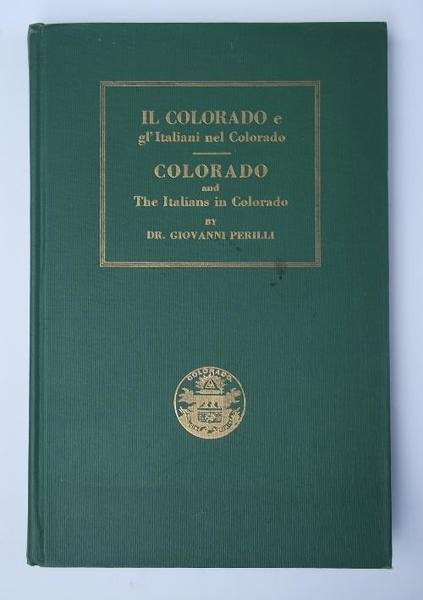 IL COLORADO e
gl'Italiani nel Colorado
COLORADO
and
The Italians in Colorado
BY
DR. GIOVANNI PERILLI
COLORADO